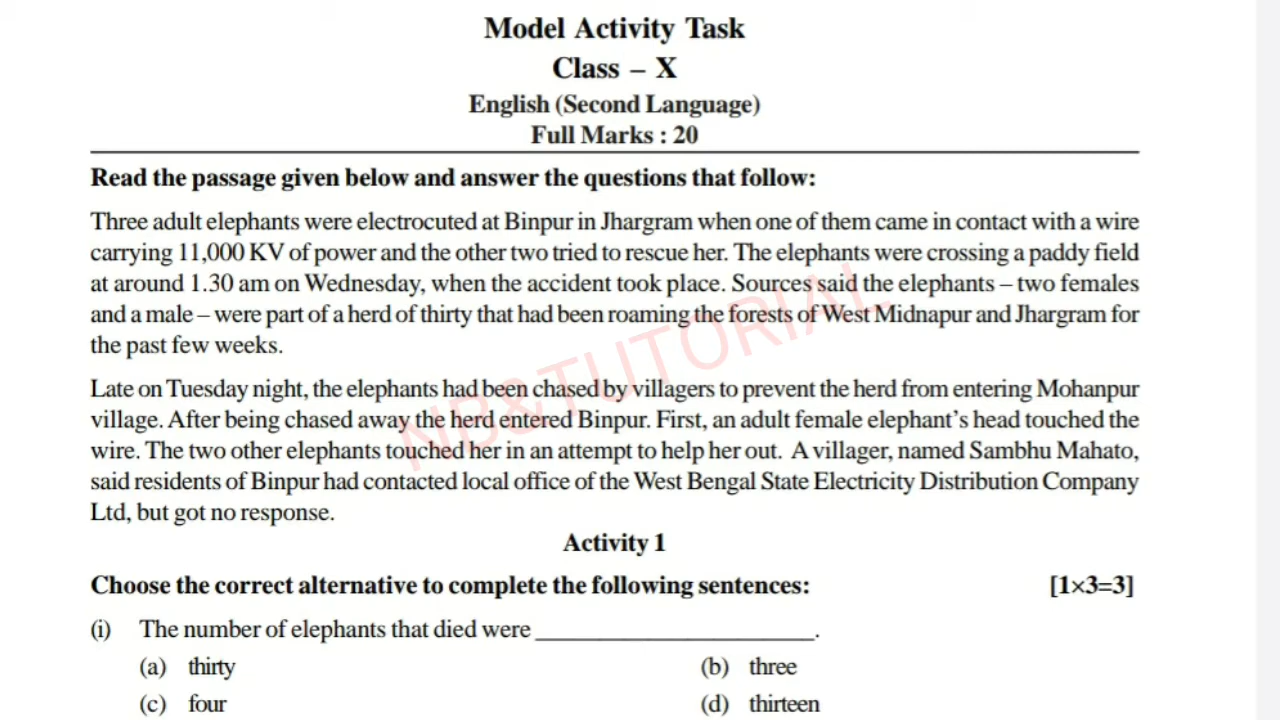 Model Activity Task
Class – X
English (Second Language)
Full Marks : 20
Read the passage given below and answer the questions that follow:
Three adult elephants were electrocuted at Binpur in Jhargram when one of them came in contact with a wire
carrying 11,000 KV of power and the other two tried to rescue her. The elephants were crossing a paddy field
at around 1.30 am on Wednesday, when the accident took place. Sources said the elephants – two females
and a male – were part of a herd of thirty that had been roaming the forests of West Midnapur and Jhargram for
the past few weeks.
Late on Tuesday night, the elephants had been chased by villagers to prevent the herd from entering Mohanpur
village. After being chased away the herd entered Binpur. First, an adult female elephant's head touched the
wire. The two other elephants touched her in an attempt to help her out. A villager, named Sambhu Mahato,
said residents of Binpur had contacted local office of the West Bengal State Electricity Distribution Company
Ltd, but got no response.
NB&TUTORIAL
Activity 1
Choose the correct alternative to complete the following sentences: [1×3=3]
(i) The number of elephants that died were ______________________.
(a) thirty (b) three
(c) four (d) thirteen